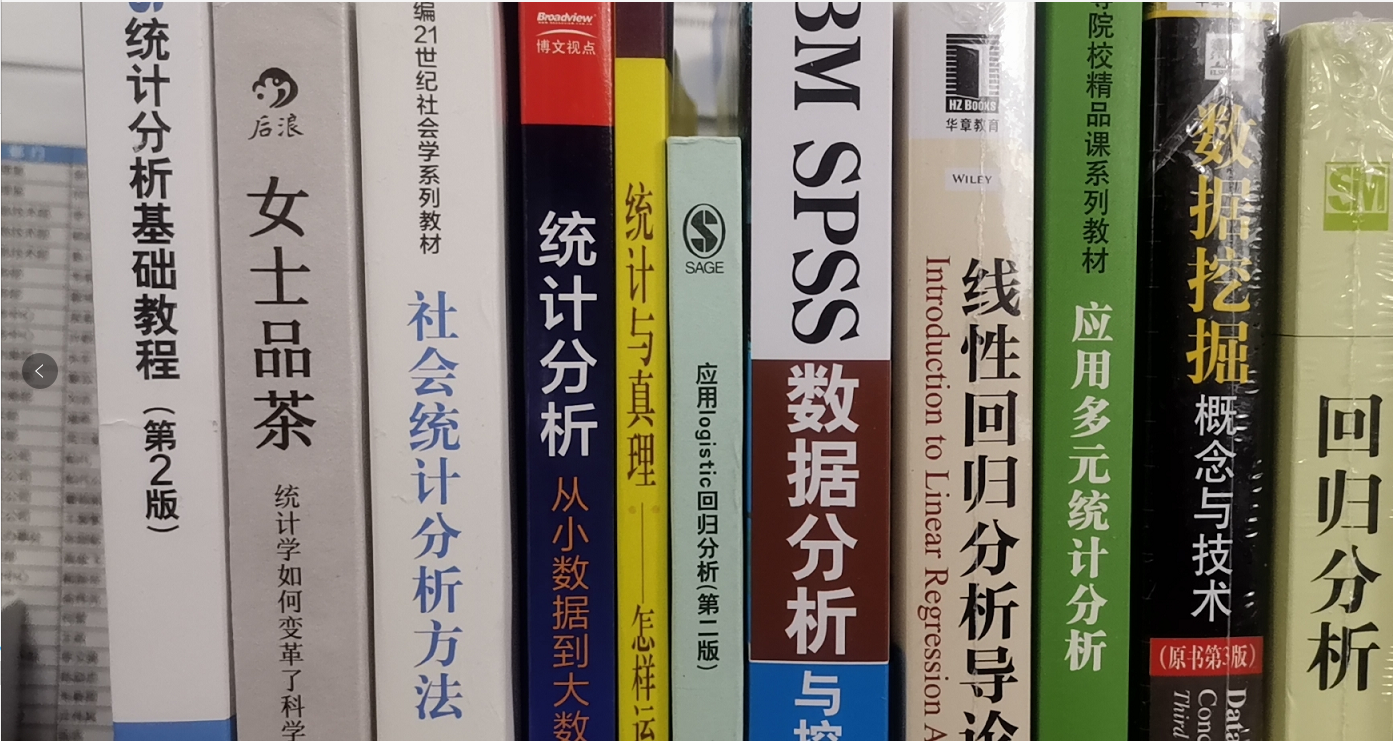 统计分析基础教程
(第2版)
后浪
女士品茶
统计学如何变革了科学
编21世纪社会学系列教材
社会统计分析方法
Broadview
博文视点
统计分析
从小数据到大数
统计与真理
——怎样运
SAGE
应用logistic回归分析(第二版)
BM SPSS
数据分析
与挖
HZ BOOKS
华章教育
WILEY
线性回归分析导论
Introduction to Linear Regression A
院校精品课系列教材
应用多元统计分析
数据挖掘
概念与技术
(原书第3版)
Data
Conc
Third
SM
回归分析